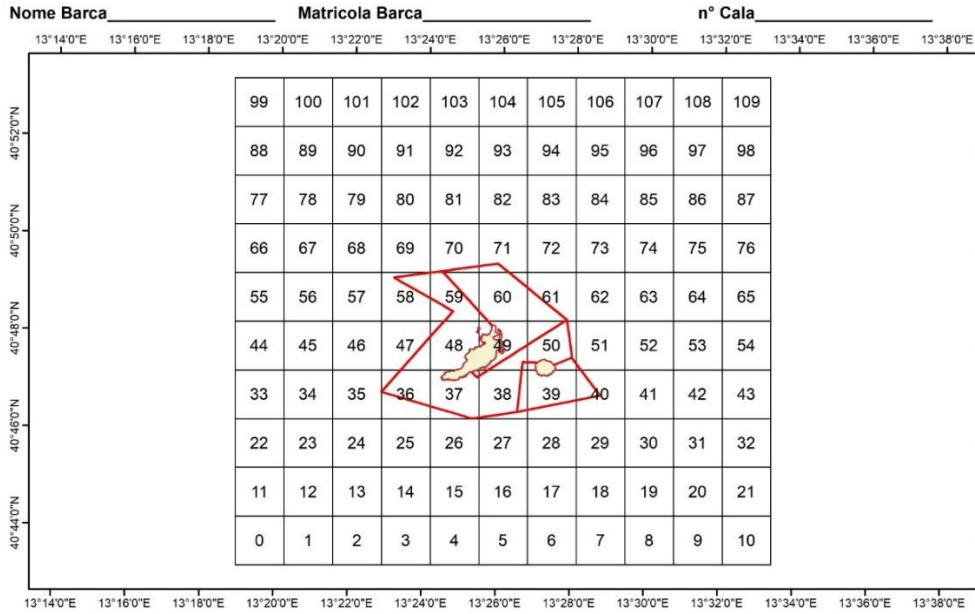 Nome Barca____________________ Matricola Barca____________________ n° Cala_____________________
13°14'0"E 13°16'0"E 13°18'0"E 13°20'0"E 13°22'0"E 13°24'0"E 13°26'0"E 13°28'0"E 13°30'0"E 13°32'0"E 13°34'0"E 13°36'0"E 13°38'0"E
99 100 101 102 103 104 105 106 107 108 109
40°52'0"N
88 89 90 91 92 93 94 95 96 97 98
77 78 79 80 81 82 83 84 85 86 87
40°50'0"N
66 67 68 69 70 71 72 73 74 75 76
55 56 57 58 59 60 61 62 63 64 65
40°48'0"N
44 45 46 47 48 49 50 51 52 53 54
33 34 35 36 37 38 39 40 41 42 43
40°46'0"N
22 23 24 25 26 27 28 29 30 31 32
11 12 13 14 15 16 17 18 19 20 21
40°44'0"N
0 1 2 3 4 5 6 7 8 9 10
13°14'0"E 13°16'0"E 13°18'0"E 13°20'0"E 13°22'0"E 13°24'0"E 13°26'0"E 13°28'0"E 13°30'0"E 13°32'0"E 13°34'0"E 13°36'0"E 13°38'0"E